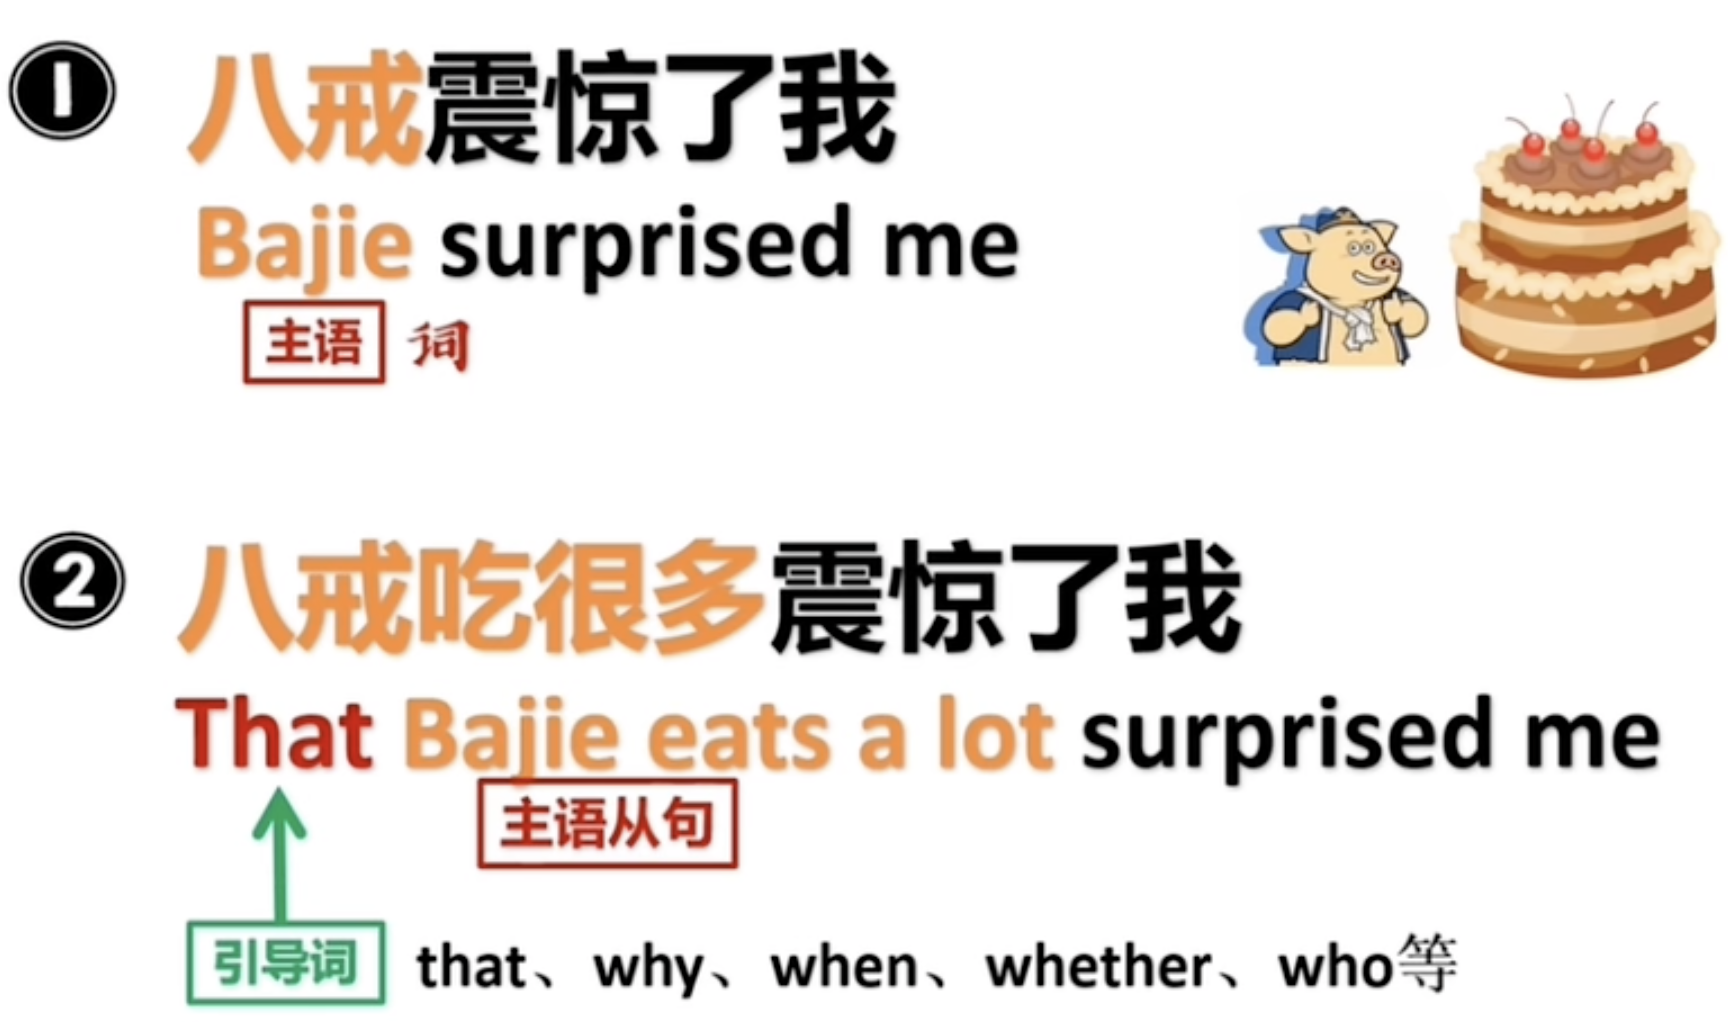 ① 八戒震惊了我
Bajie surprised me
主语 词
② 八戒吃很多震惊了我
That Bajie eats a lot surprised me
主语从句
引导词 that、why、when、whether、who等